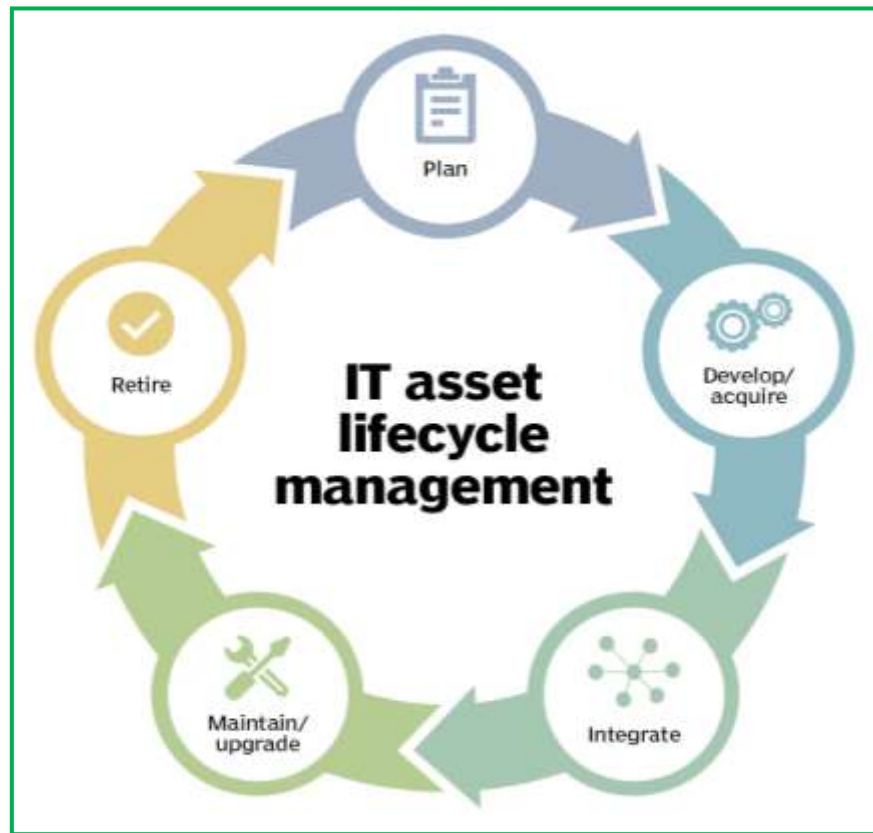 Plan
Develop/
acquire
Integrate
Maintain/
upgrade
Retire
IT asset
lifecycle
management